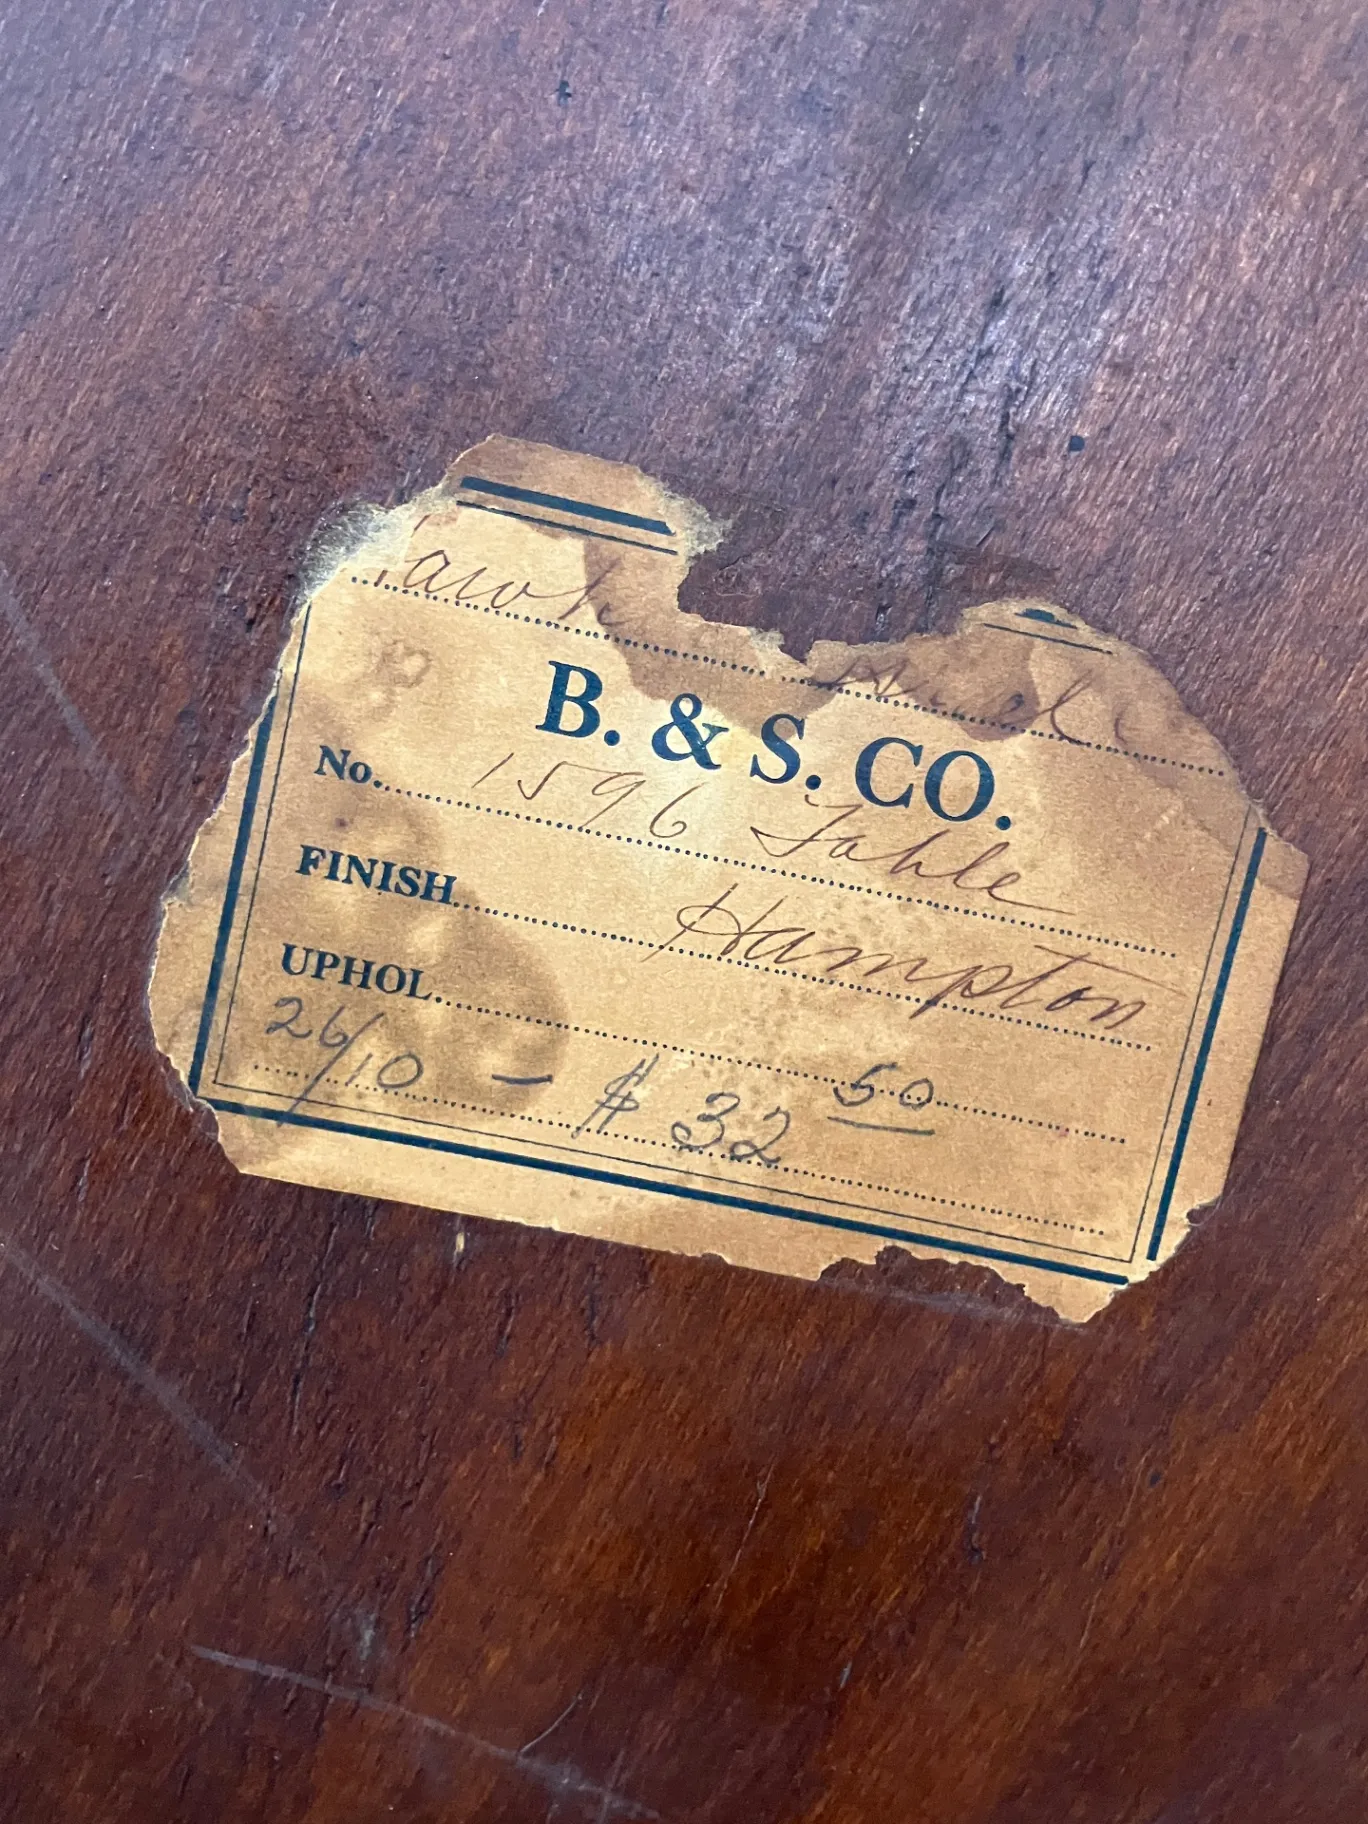 B. & S. CO.
No. 1596 Table
FINISH Hampton
UPHOL.
26/10 — $ 32 50